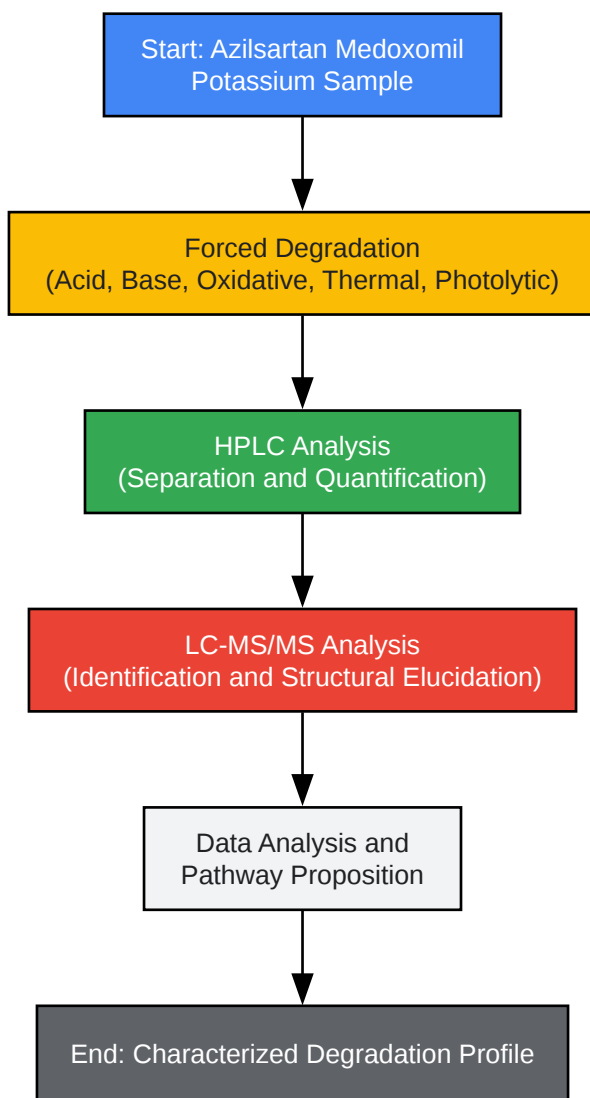 Start: Azilsartan Medoxomil
Potassium Sample
Forced Degradation
(Acid, Base, Oxidative, Thermal, Photolytic)
HPLC Analysis
(Separation and Quantification)
LC-MS/MS Analysis
(Identification and Structural Elucidation)
Data Analysis and
Pathway Proposition
End: Characterized Degradation Profile